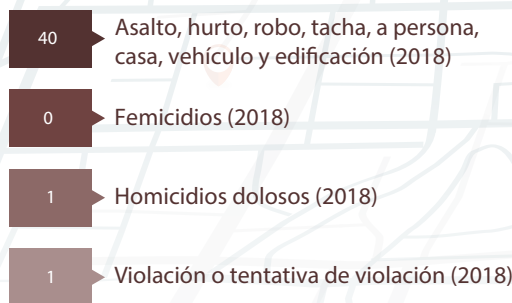 40
Asalto, hurto, robo, tacha, a persona,
casa, vehículo y edificación (2018)
0
Femicidios (2018)
1
Homicidios dolosos (2018)
1
Violación o tentativa de violación (2018)